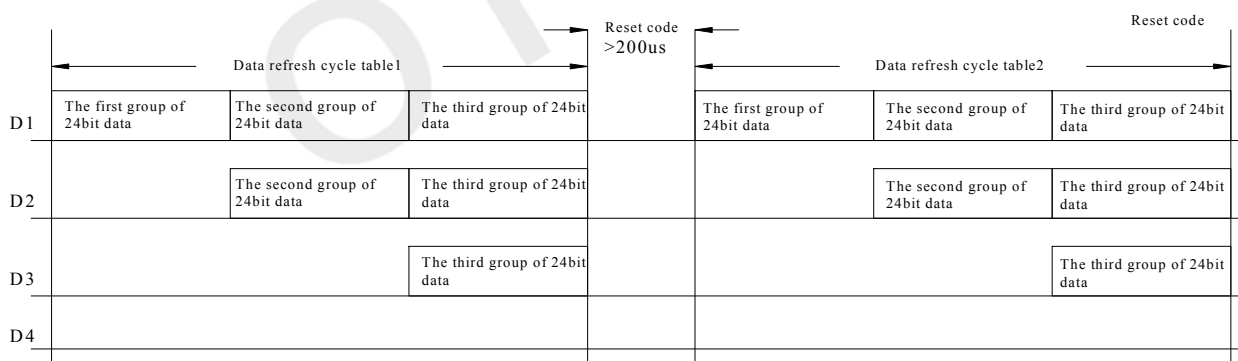 Reset code
>200us
Reset code
Data refresh cycle table1
Data refresh cycle table2
D1
The first group of
24bit data
The second group of
24bit data
The third group of 24bit
data
The first group of
24bit data
The second group of
24bit data
The third group of 24bit
data
D2
The second group of
24bit data
The third group of 24bit
data
The second group of
24bit data
The third group of 24bit
data
D3
The third group of 24bit
data
The third group of 24bit
data
D4